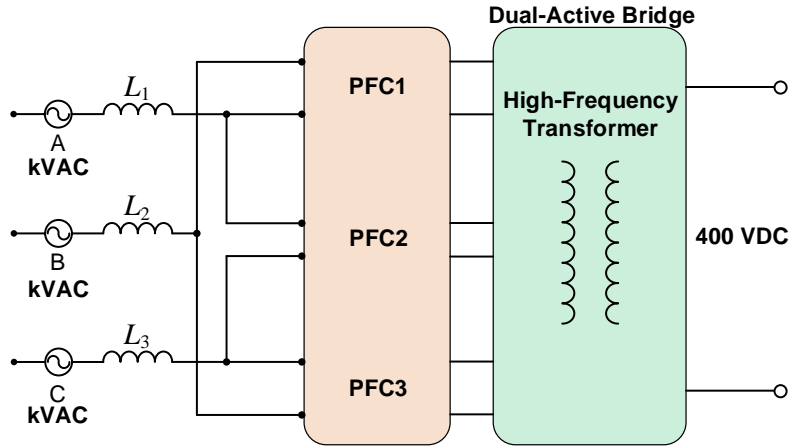 Dual-Active Bridge
L1
A
kVAC
L2
B
kVAC
L3
C
kVAC
PFC1
PFC2
PFC3
High-Frequency
Transformer
400 VDC